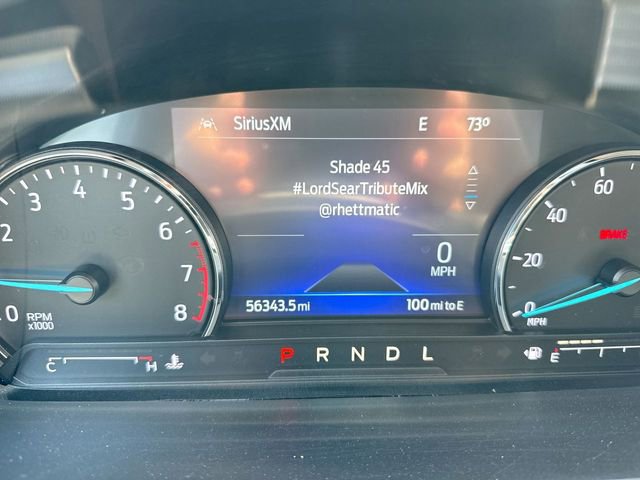 SiriusXM E 73°
Shade 45
#LordSearTributeMix
@rhettmatic
0
MPH
56343.5 mi 100 mi to E
0 2 3 4 5 6 7 8
RPM
x1000
0 20 40 60
BRAKE
MPH
C H
P R N D L
E